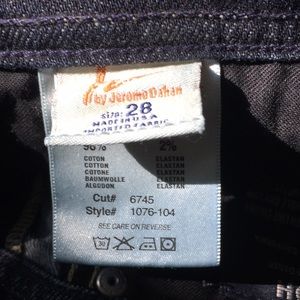 by Jerome Dahan
size: 28
MADE IN U.S.A
IMPORTED FABRIC
98% 2%
COTON ELASTAN
COTTON ELASTAN
COTONE ELASTAN
BAUMWOLLE ELASTAN
ALGODON ELASTAN
Cut# 6745
Style# 1076-104
SEE CARE ON REVERSE
30